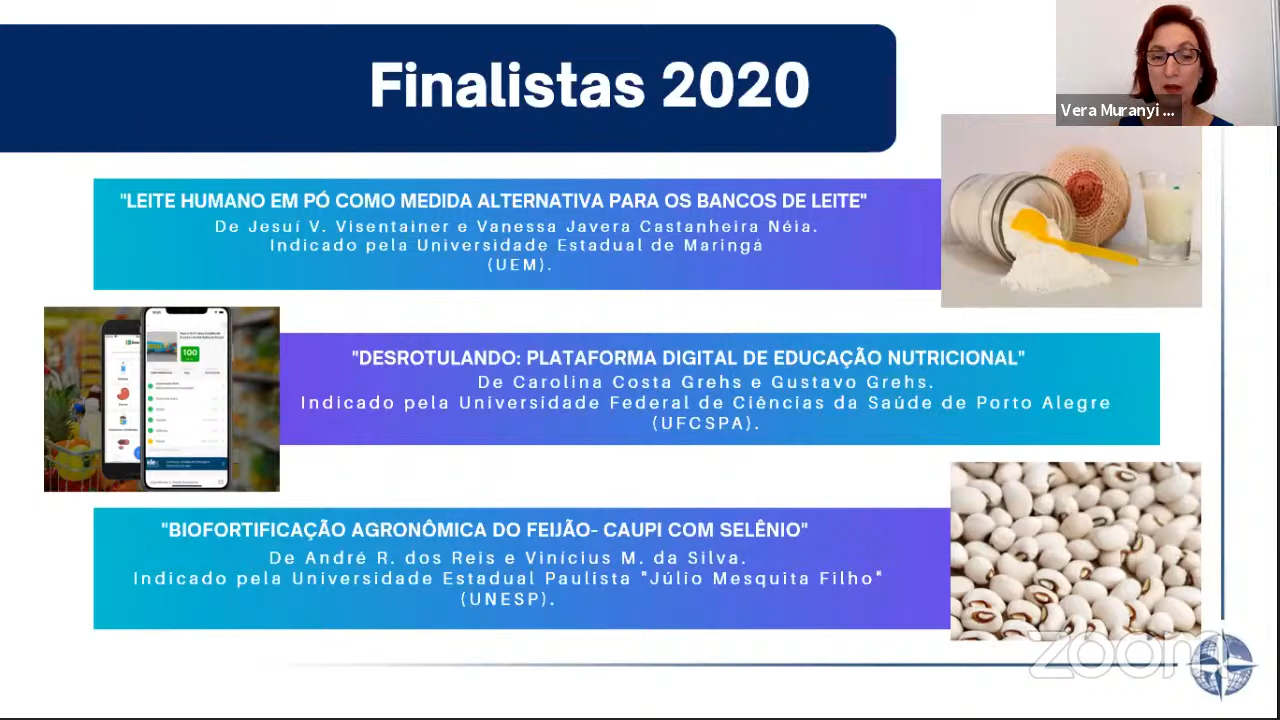 Finalistas 2020
Vera Muranyi ...
"LEITE HUMANO EM PÓ COMO MEDIDA ALTERNATIVA PARA OS BANCOS DE LEITE"
De Jesuí V. Visentainer e Vanessa Javera Castanheira Néia.
Indicado pela Universidade Estadual de Maringá
(UEM).
100
"DESROTULANDO: PLATAFORMA DIGITAL DE EDUCAÇÃO NUTRICIONAL"
De Carolina Costa Grehs e Gustavo Grehs.
Indicado pela Universidade Federal de Ciências da Saúde de Porto Alegre
(UFCSPA).
"BIOFORTIFICAÇÃO AGRONÔMICA DO FEIJÃO- CAUPI COM SELÊNIO"
De André R. dos Reis e Vinícius M. da Silva.
Indicado pela Universidade Estadual Paulista "Júlio Mesquita Filho"
(UNESP).
zoom